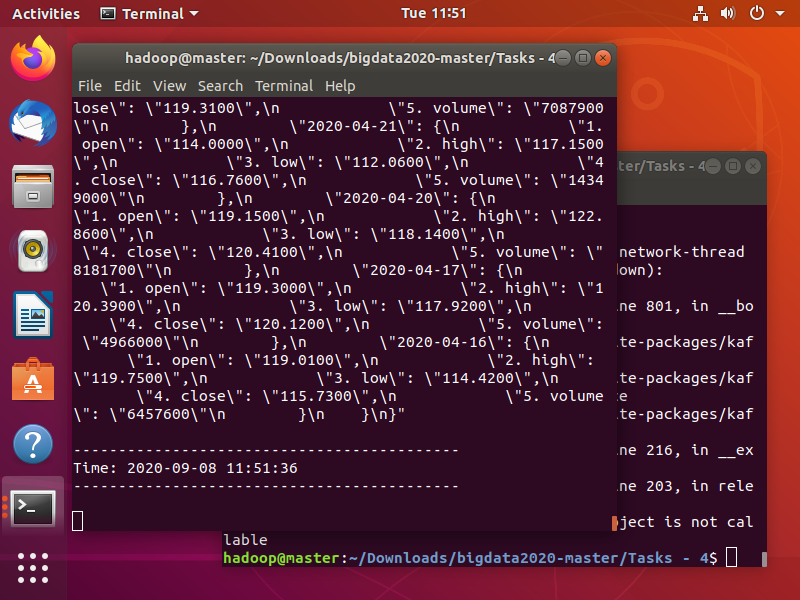 Activities Terminal Tue 11:51
hadoop@master: ~/Downloads/bigdata2020-master/Tasks - 4
File Edit View Search Terminal Help
lose\": \"119.3100\",\n            \"5. volume\": \"7087900
\"\n        },\n        \"2020-04-21\": {\n            \"1.
 open\": \"114.0000\",\n            \"2. high\": \"117.1500
\",\n            \"3. low\": \"112.0600\",\n            \"4
. close\": \"116.7600\",\n            \"5. volume\": \"1434
9000\"\n        },\n        \"2020-04-20\": {\n
\"1. open\": \"119.1500\",\n            \"2. high\": \"122.
8600\",\n            \"3. low\": \"118.1400\",\n
 \"4. close\": \"120.4100\",\n            \"5. volume\": \"
8181700\"\n        },\n        \"2020-04-17\": {\n
   \"1. open\": \"119.3000\",\n            \"2. high\": \"1
20.3900\",\n            \"3. low\": \"117.9200\",\n
    \"4. close\": \"120.1200\",\n            \"5. volume\":
 \"4966000\"\n        },\n        \"2020-04-16\": {\n
      \"1. open\": \"119.0100\",\n            \"2. high\":
\"119.7500\",\n            \"3. low\": \"114.4200\",\n
       \"4. close\": \"115.7300\",\n            \"5. volume
\": \"6457600\"\n        }\n    }\n}"
-------------------------------------------
Time: 2020-09-08 11:51:36
-------------------------------------------
ter/Tasks - 4
network-thread
own):
ne 801, in __bo
te-packages/kaf
te-packages/kaf
te
te-packages/kaf
ne 216, in __ex
ne 203, in rele
ject is not cal
lable
hadoop@master:~/Downloads/bigdata2020-master/Tasks - 4$